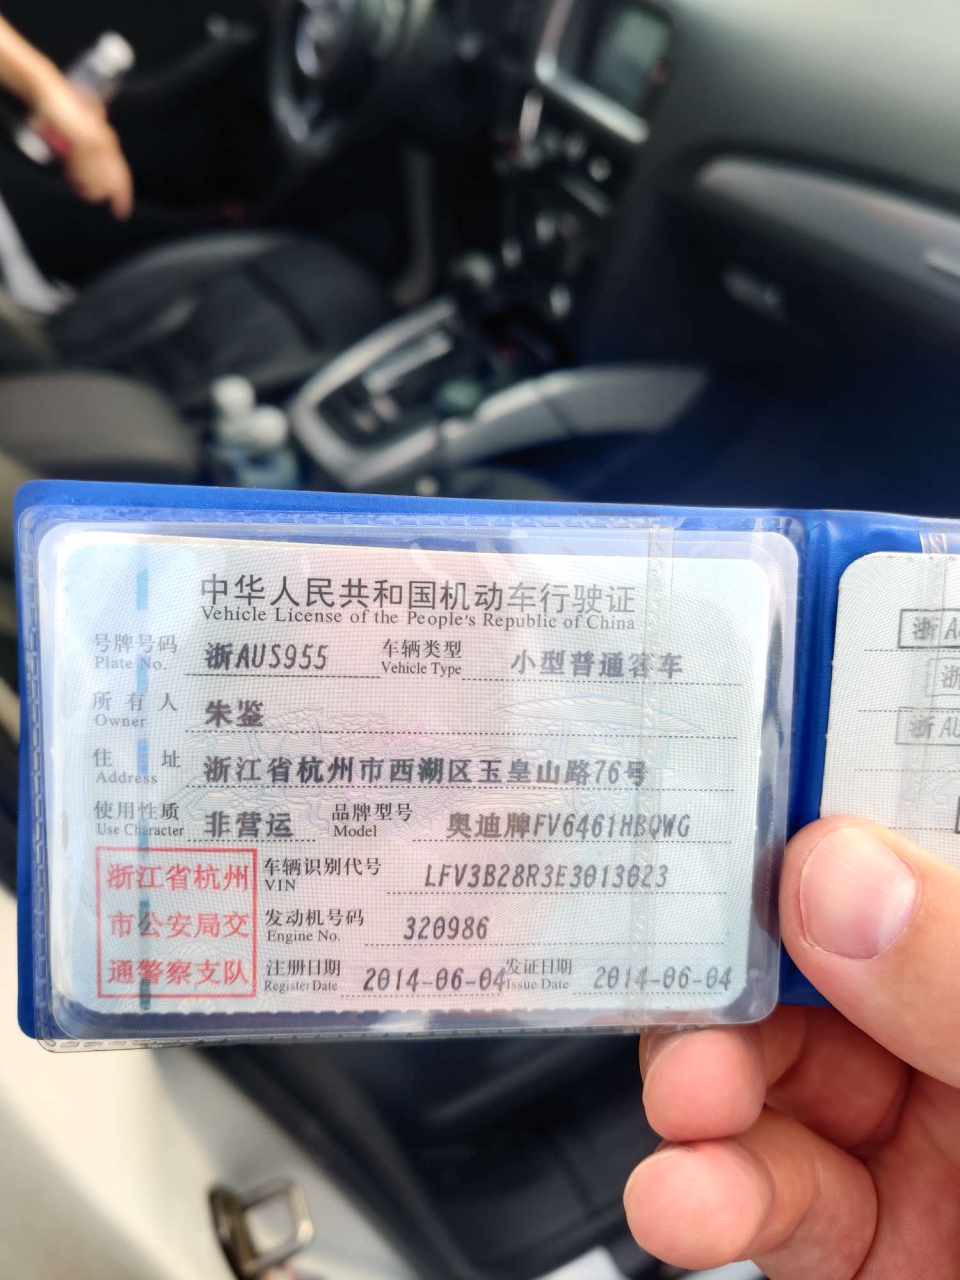 中华人民共和国机动车行驶证
Vehicle License of the People's Republic of China
号牌号码 浙AUS955 车辆类型 小型普通客车
Plate No. Vehicle Type
所有人 朱鉴
Owner
住址 浙江省杭州市西湖区玉皇山路76号
Address
使用性质 非营运 品牌型号 奥迪牌FV6461HBQWG
Use Character Model
浙江省杭州
市公安局交
通警察支队
车辆识别代号 LFV3B28R3E3013023
VIN
发动机号码 320986
Engine No.
注册日期 2014-06-04 发证日期 2014-06-04
Register Date Issue Date
浙A
浙
浙AU